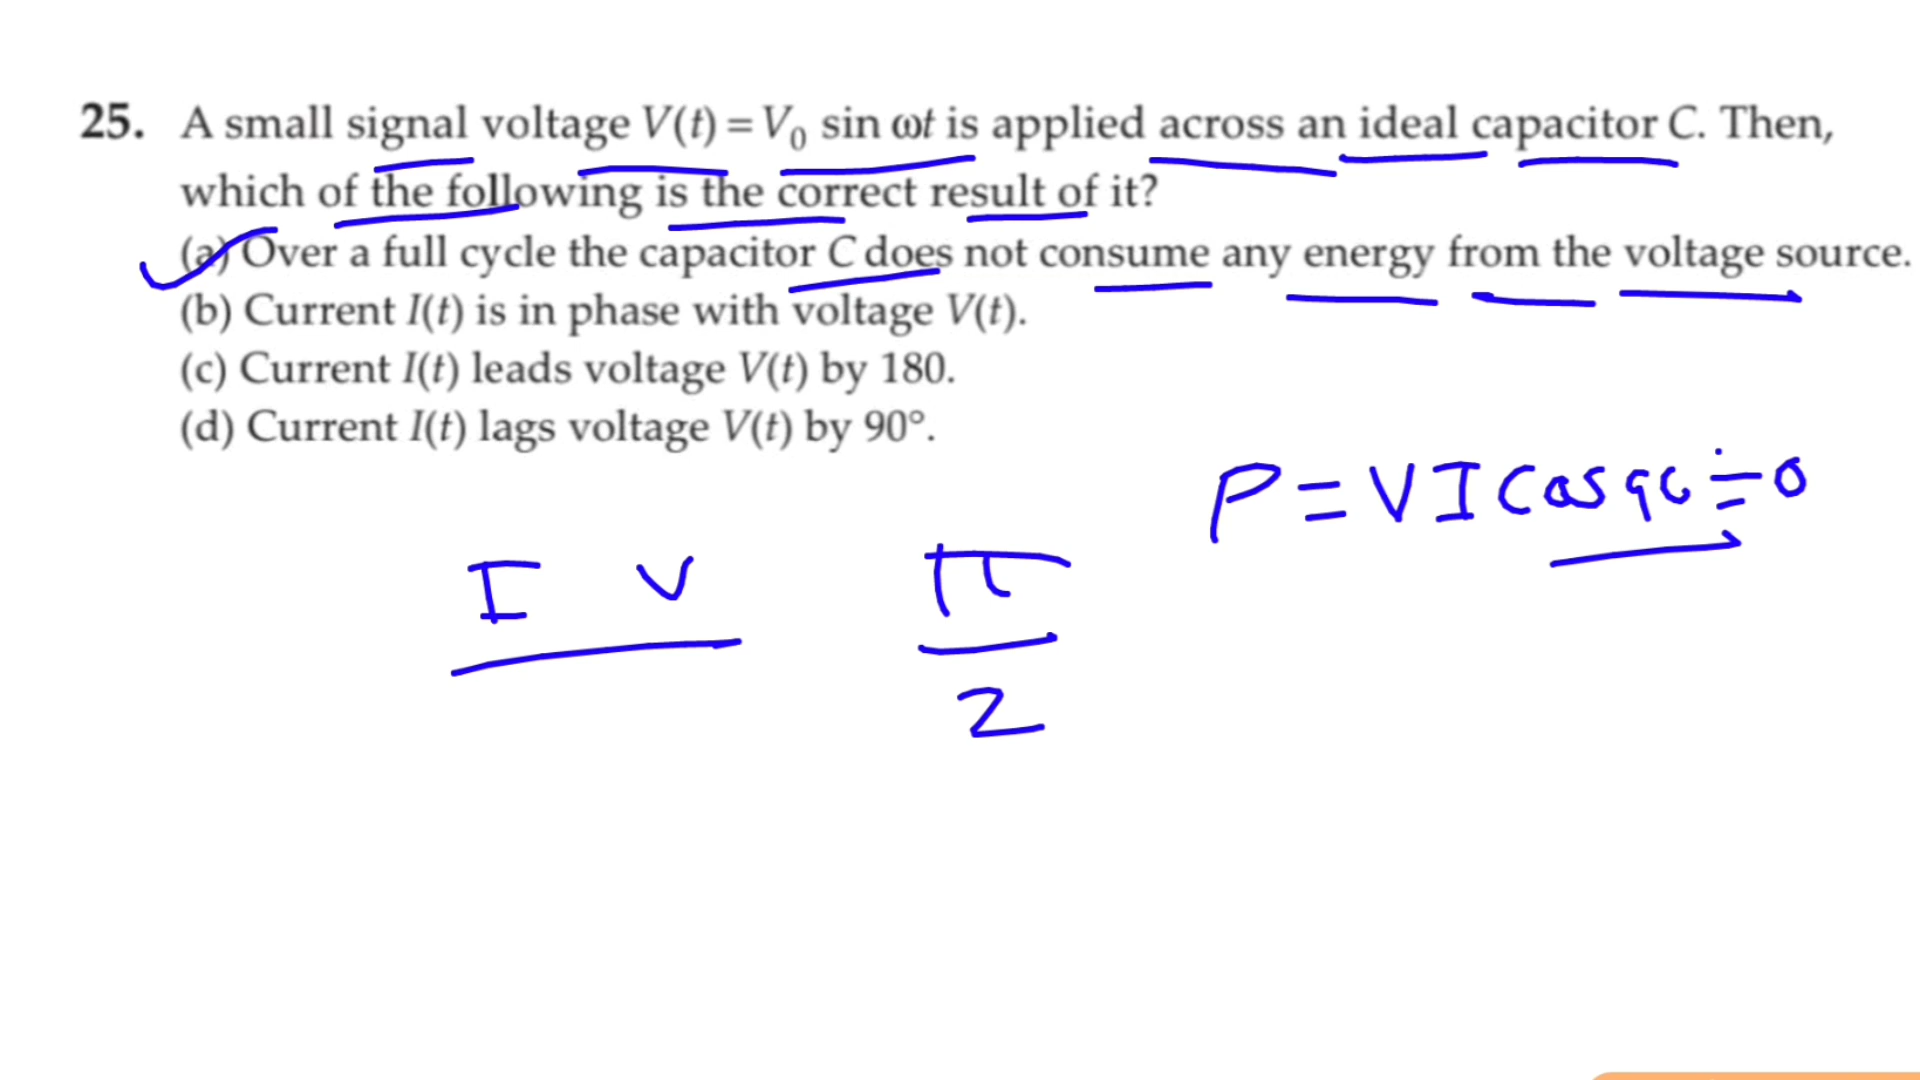 25. A small signal voltage V(t) = V₀ sin ωt is applied across an ideal capacitor C. Then,
which of the following is the correct result of it?
(a) Over a full cycle the capacitor C does not consume any energy from the voltage source.
(b) Current I(t) is in phase with voltage V(t).
(c) Current I(t) leads voltage V(t) by 180.
(d) Current I(t) lags voltage V(t) by 90°.
P = VI cos 90 = 0
I V π/2